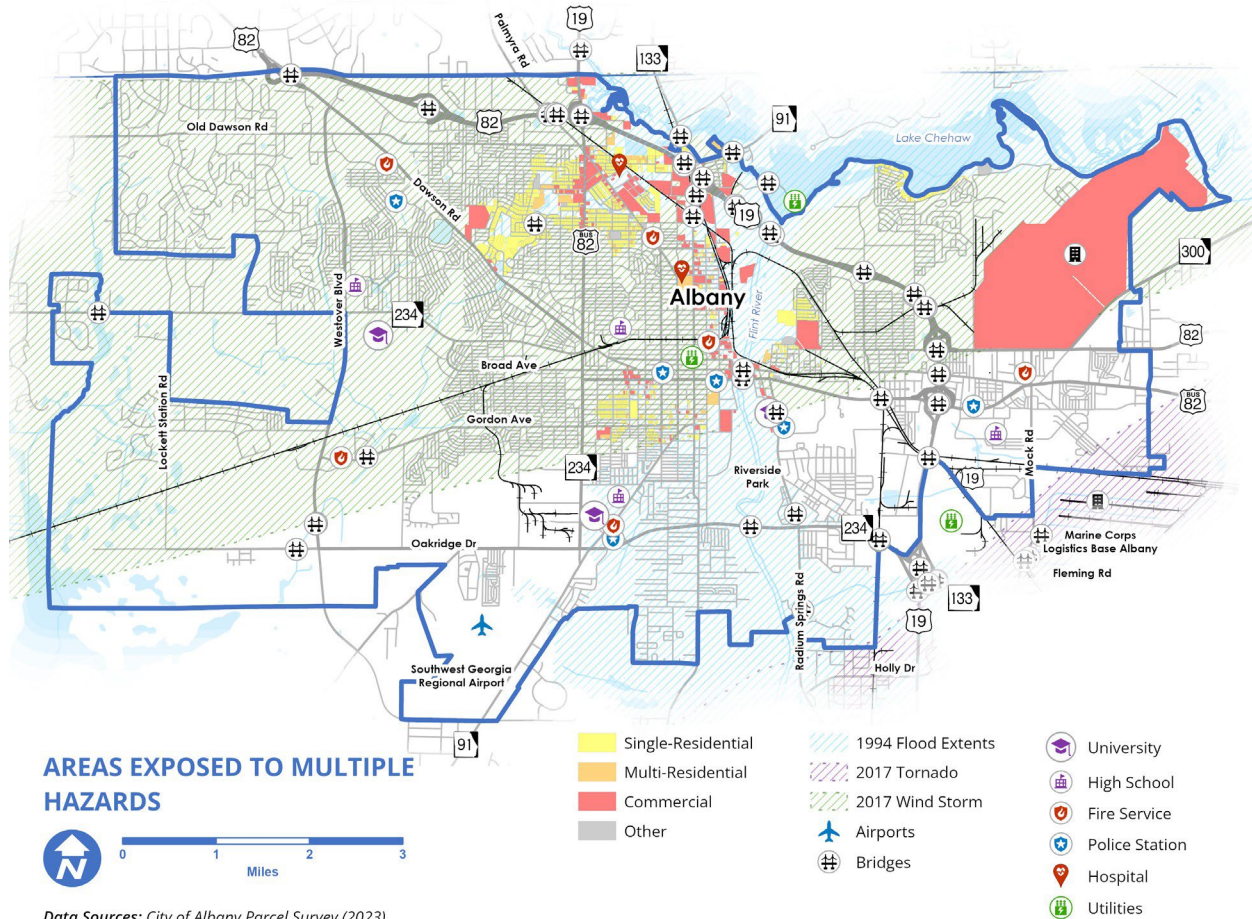 19
82
Palmyra Rd
133
91
82
Old Dawson Rd
Lake Chehaw
Dawson Rd
19
BUS
82
300
Albany
Flint River
Westover Blvd
234
82
Broad Ave
BUS
82
Gordon Ave
Lockett Station Rd
Mock Rd
234
Riverside
Park
19
234
Marine Corps
Logistics Base Albany
Oakridge Dr
Fleming Rd
133
Radium Springs Rd
19
Holly Dr
Southwest Georgia
Regional Airport
91
AREAS EXPOSED TO MULTIPLE
HAZARDS
N
0 1 2 3
Miles
Data Sources: City of Albany Parcel Survey (2023)
Single-Residential
Multi-Residential
Commercial
Other
1994 Flood Extents
2017 Tornado
2017 Wind Storm
Airports
Bridges
University
High School
Fire Service
Police Station
Hospital
Utilities